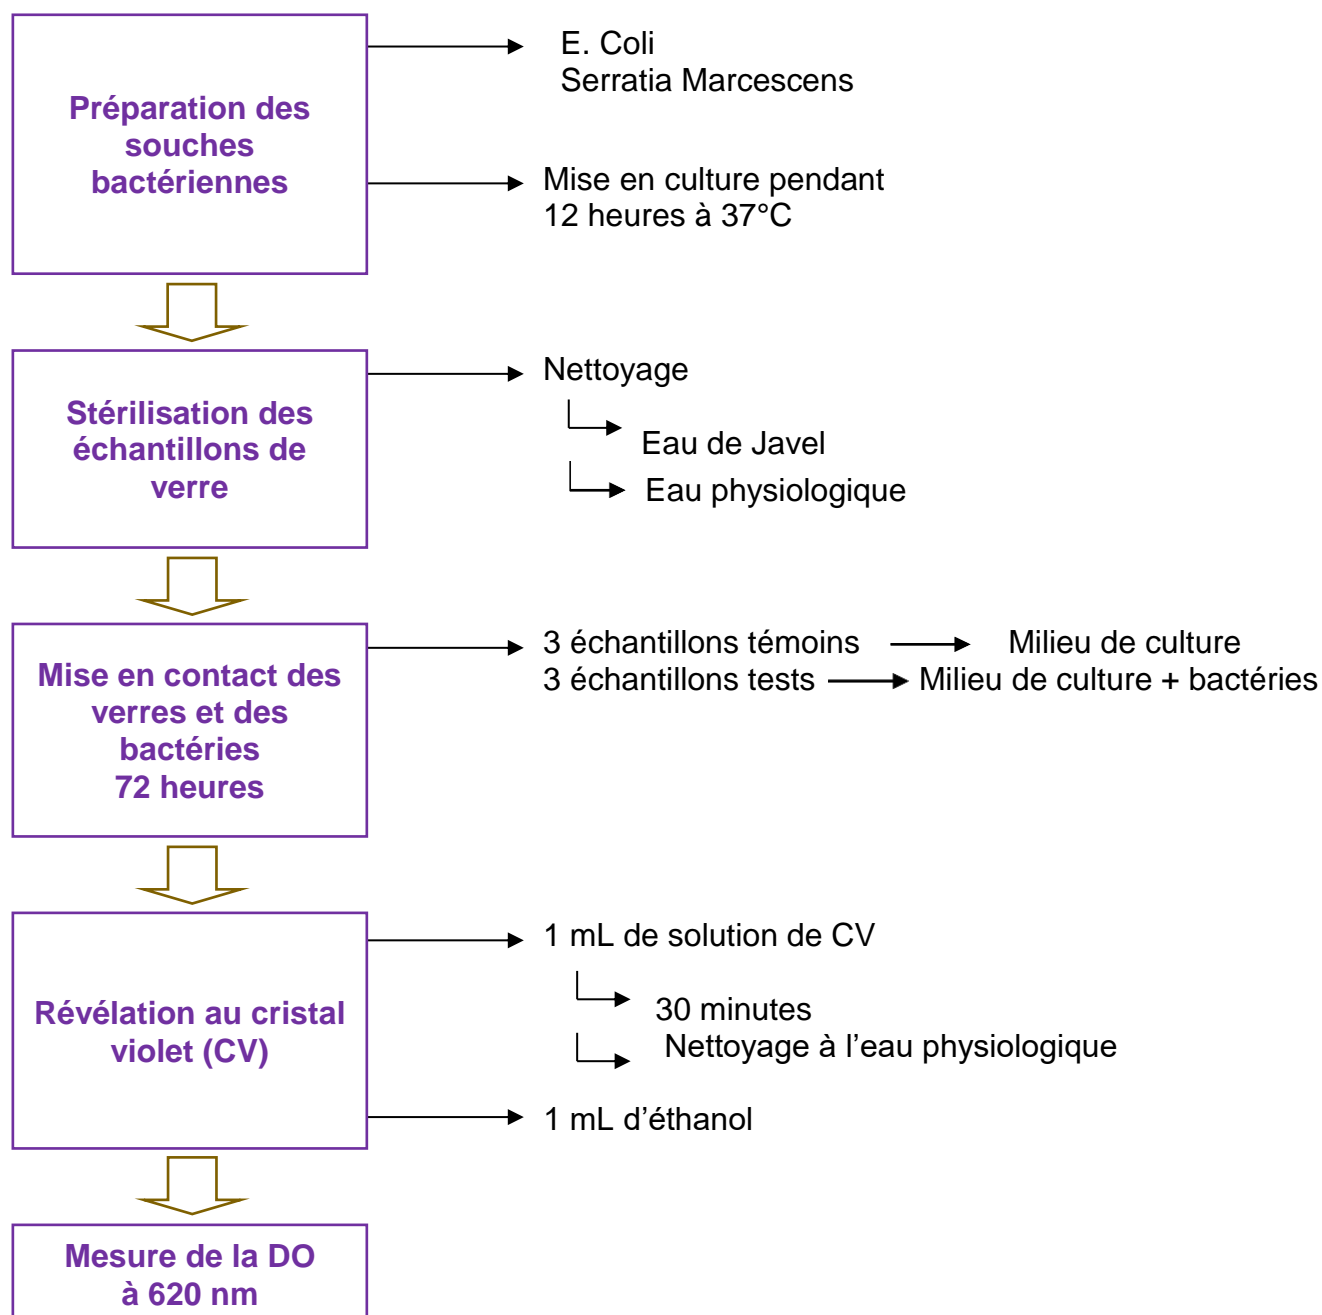 Préparation des
souches
bactériennes
E. Coli
Serratia Marcescens
Mise en culture pendant
12 heures à 37°C
Stérilisation des
échantillons de
verre
Nettoyage
Eau de Javel
Eau physiologique
Mise en contact des
verres et des
bactéries
72 heures
3 échantillons témoins Milieu de culture
3 échantillons tests Milieu de culture + bactéries
Révélation au cristal
violet (CV)
1 mL de solution de CV
30 minutes
Nettoyage à l’eau physiologique
1 mL d’éthanol
Mesure de la DO
à 620 nm